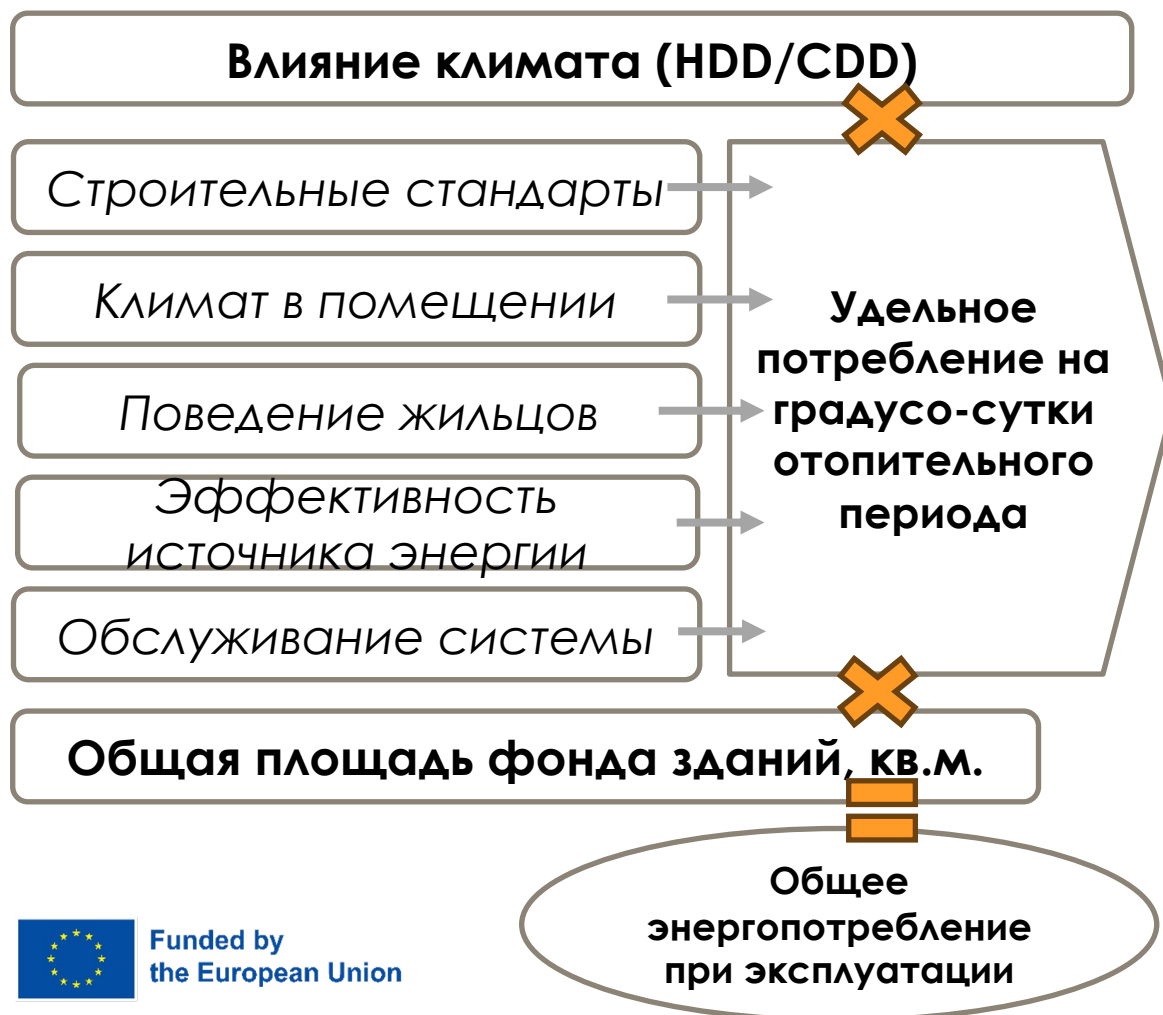 Влияние климата (HDD/CDD)
Строительные стандарты
Климат в помещении
Поведение жильцов
Эффективность
источника энергии
Обслуживание системы
Удельное
потребление на
градусо-сутки
отопительного
периода
Общая площадь фонда зданий, кв.м.
Общее
энергопотребление
при эксплуатации
Funded by
the European Union